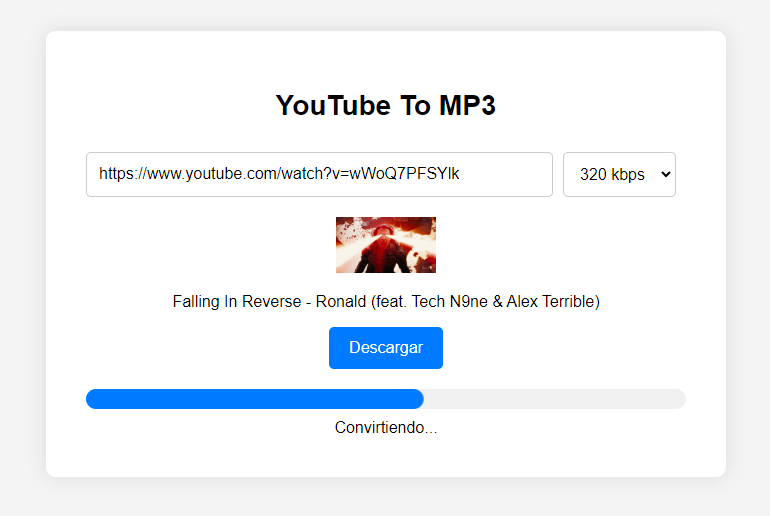 YouTube To MP3
https://www.youtube.com/watch?v=wWoQ7PFSYlk 320 kbps
Falling In Reverse - Ronald (feat. Tech N9ne & Alex Terrible)
Descargar
Convirtiendo...